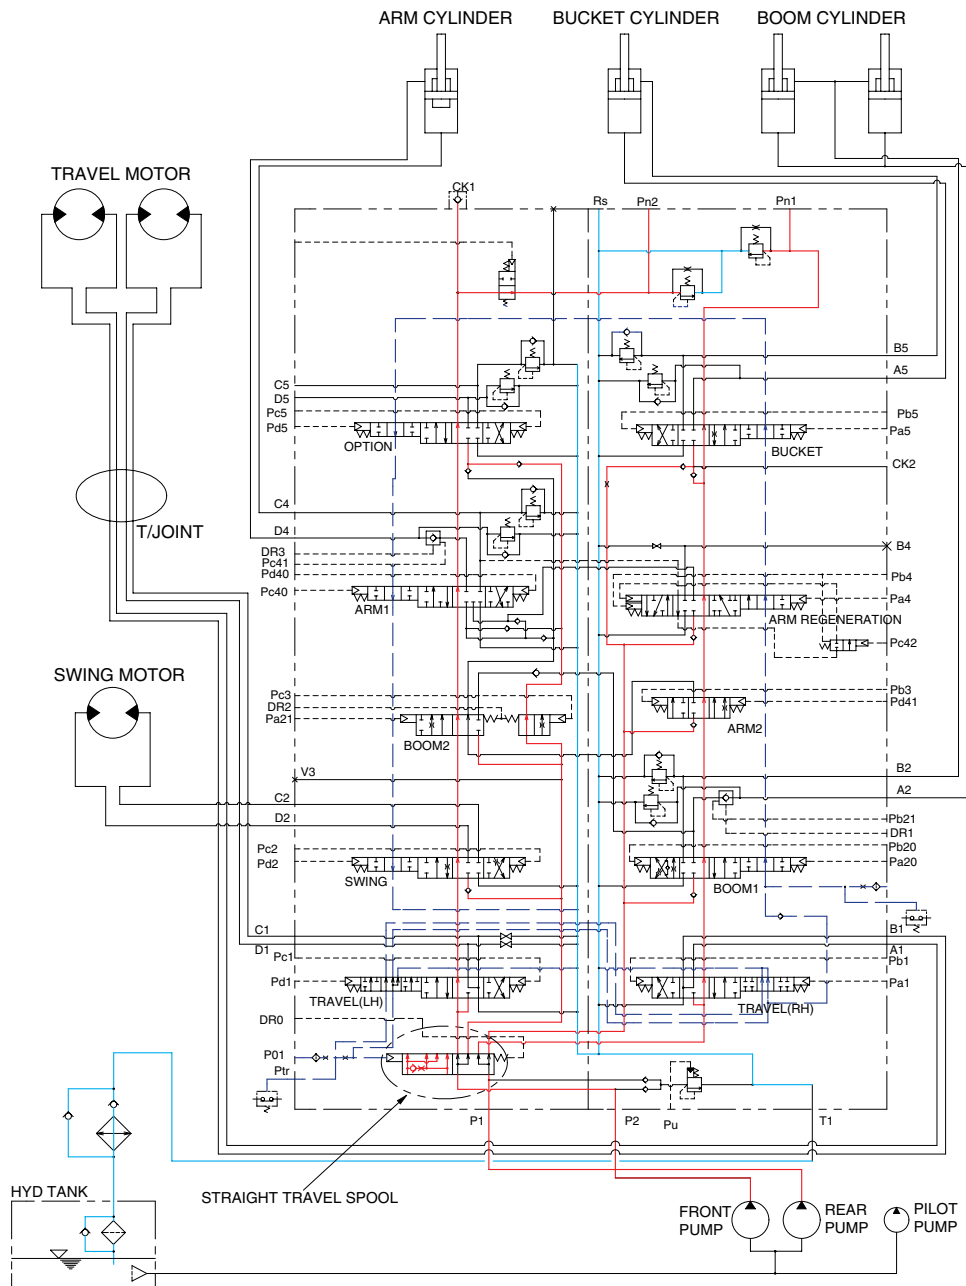 ARM CYLINDER
BUCKET CYLINDER
BOOM CYLINDER
TRAVEL MOTOR
CK1
Rs
Pn2
Pn1
B5
A5
C5
D5
Pc5
Pd5
Pb5
Pa5
OPTION
BUCKET
CK2
T/JOINT
C4
D4
B4
DR3
Pc41
Pd40
Pc40
Pb4
Pa4
ARM1
ARM REGENERATION
Pc42
SWING MOTOR
Pc3
DR2
Pa21
Pb3
Pd41
BOOM2
ARM2
V3
B2
A2
C2
D2
Pb21
DR1
Pc2
Pd2
Pb20
Pa20
SWING
BOOM1
C1
D1
B1
A1
Pc1
Pb1
Pd1
Pa1
TRAVEL(LH)
TRAVEL(RH)
DR0
P01
Ptr
P1
P2
Pu
T1
HYD TANK
STRAIGHT TRAVEL SPOOL
FRONT
PUMP
REAR
PUMP
PILOT
PUMP